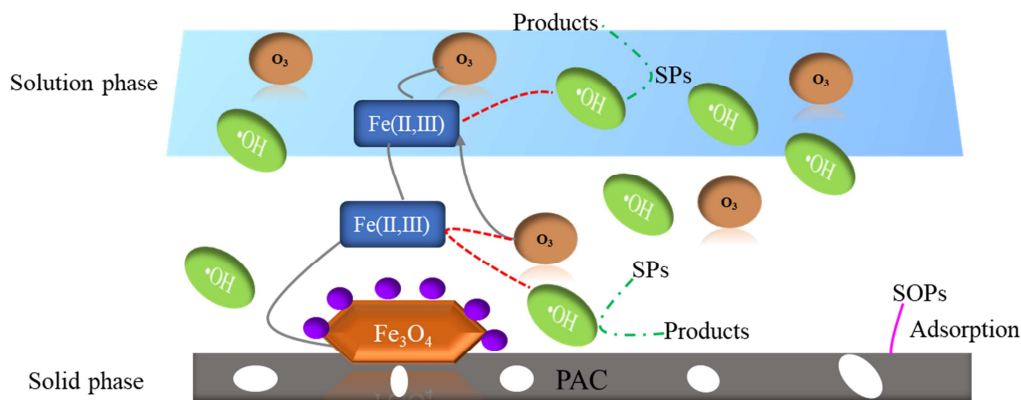 Products
O₃
O₃
Solution phase
SPs
O₃
•OH
•OH
Fe(II,III)
•OH
•OH
•OH
O₃
Fe(II,III)
O₃
•OH
SPs
SOPs
•OH
Fe₃O₄
Products
Adsorption
Solid phase
PAC